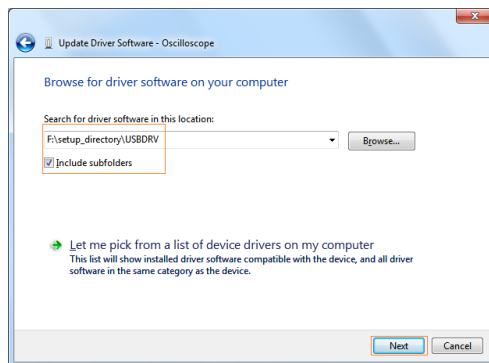 Update Driver Software - Oscilloscope
Browse for driver software on your computer
Search for driver software in this location:
F:\setup_directory\USBDRV
Browse...
Include subfolders
Let me pick from a list of device drivers on my computer
This list will show installed driver software compatible with the device, and all driver
software in the same category as the device.
Next
Cancel